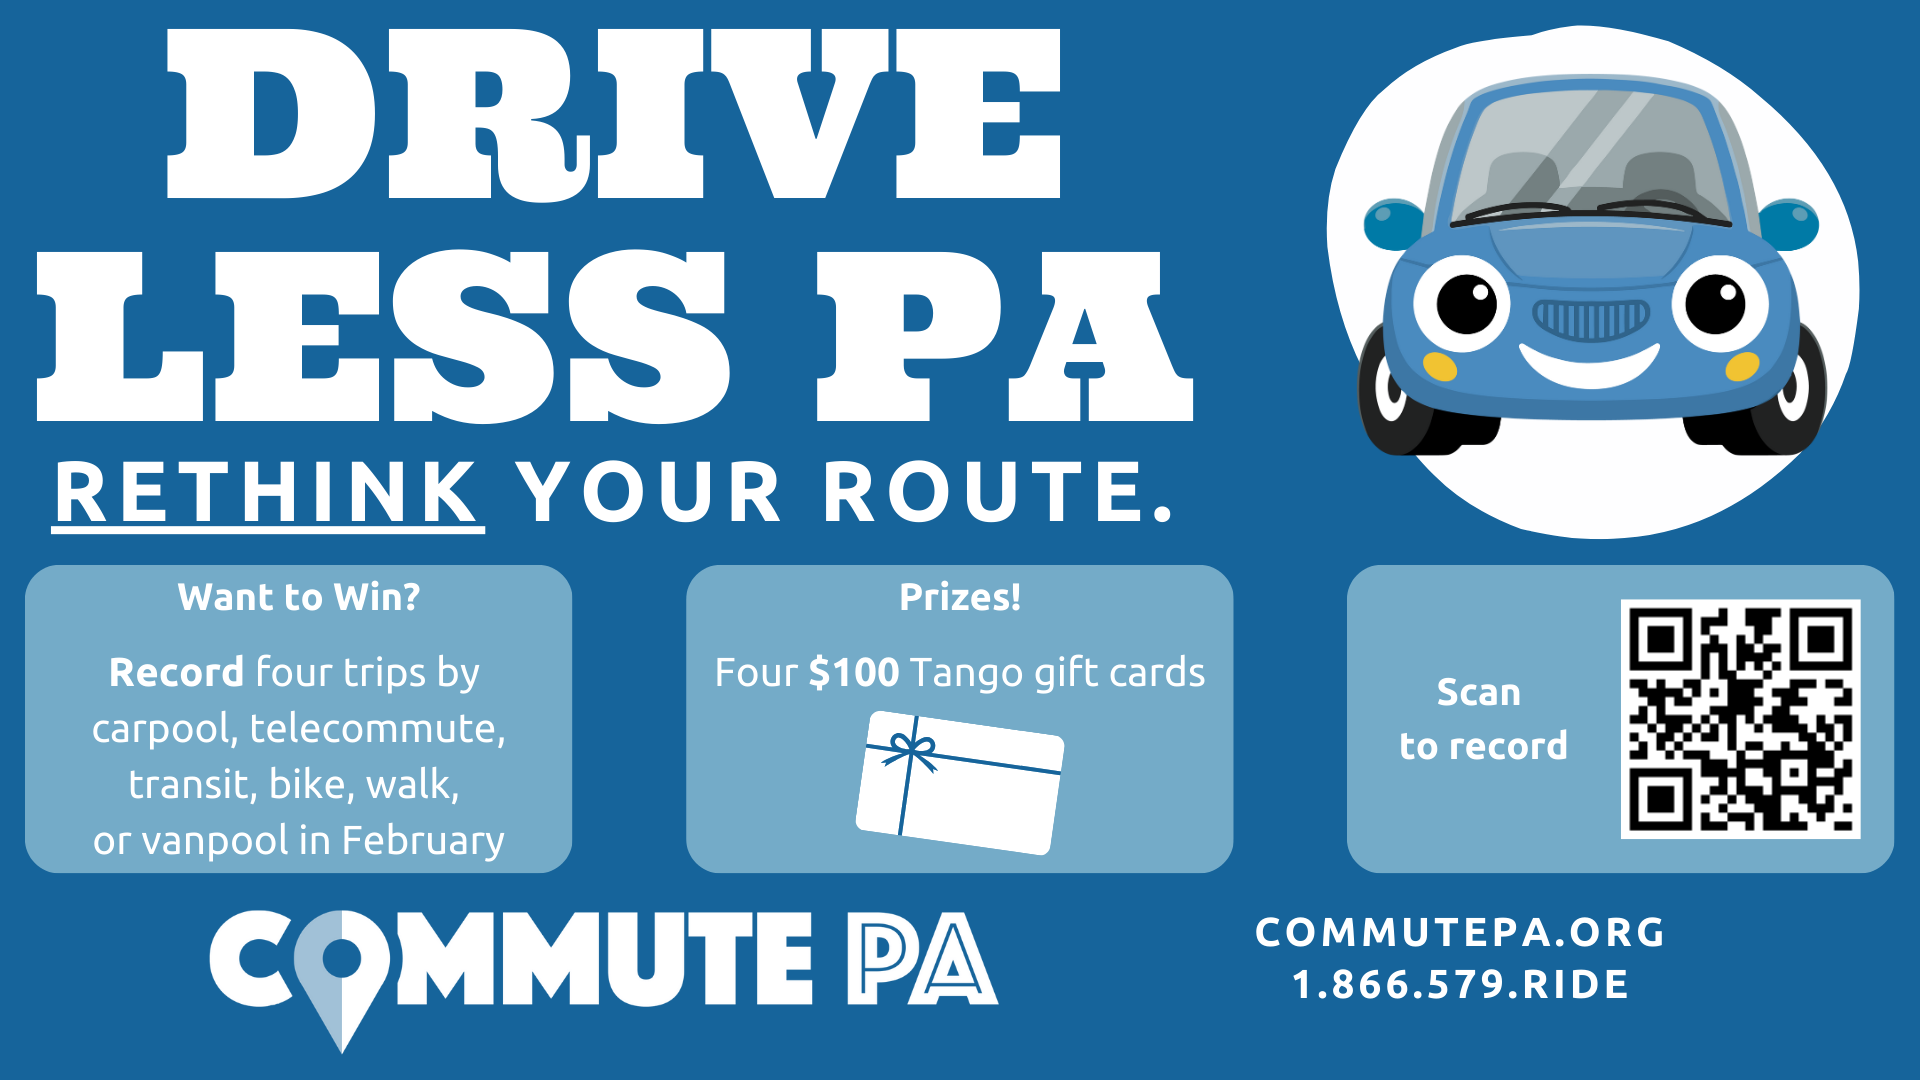 DRIVE
LESS PA
RETHINK YOUR ROUTE.
Want to Win?
Record four trips by
carpool, telecommute,
transit, bike, walk,
or vanpool in February
Prizes!
Four $100 Tango gift cards
Scan
to record
COMMUTE PA
COMMUTEPA.ORG
1.866.579.RIDE